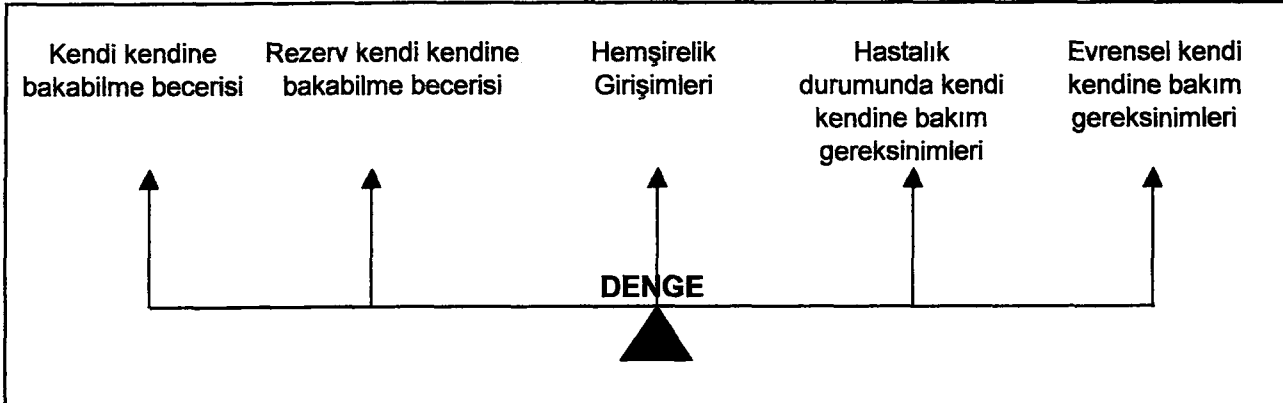 Kendi kendine
bakabilme becerisi
Rezerv kendi kendine
bakabilme becerisi
Hemşirelik
Girişimleri
Hastalık
durumunda kendi
kendine bakım
gereksinimleri
Evrensel kendi
kendine bakım
gereksinimleri
DENGE